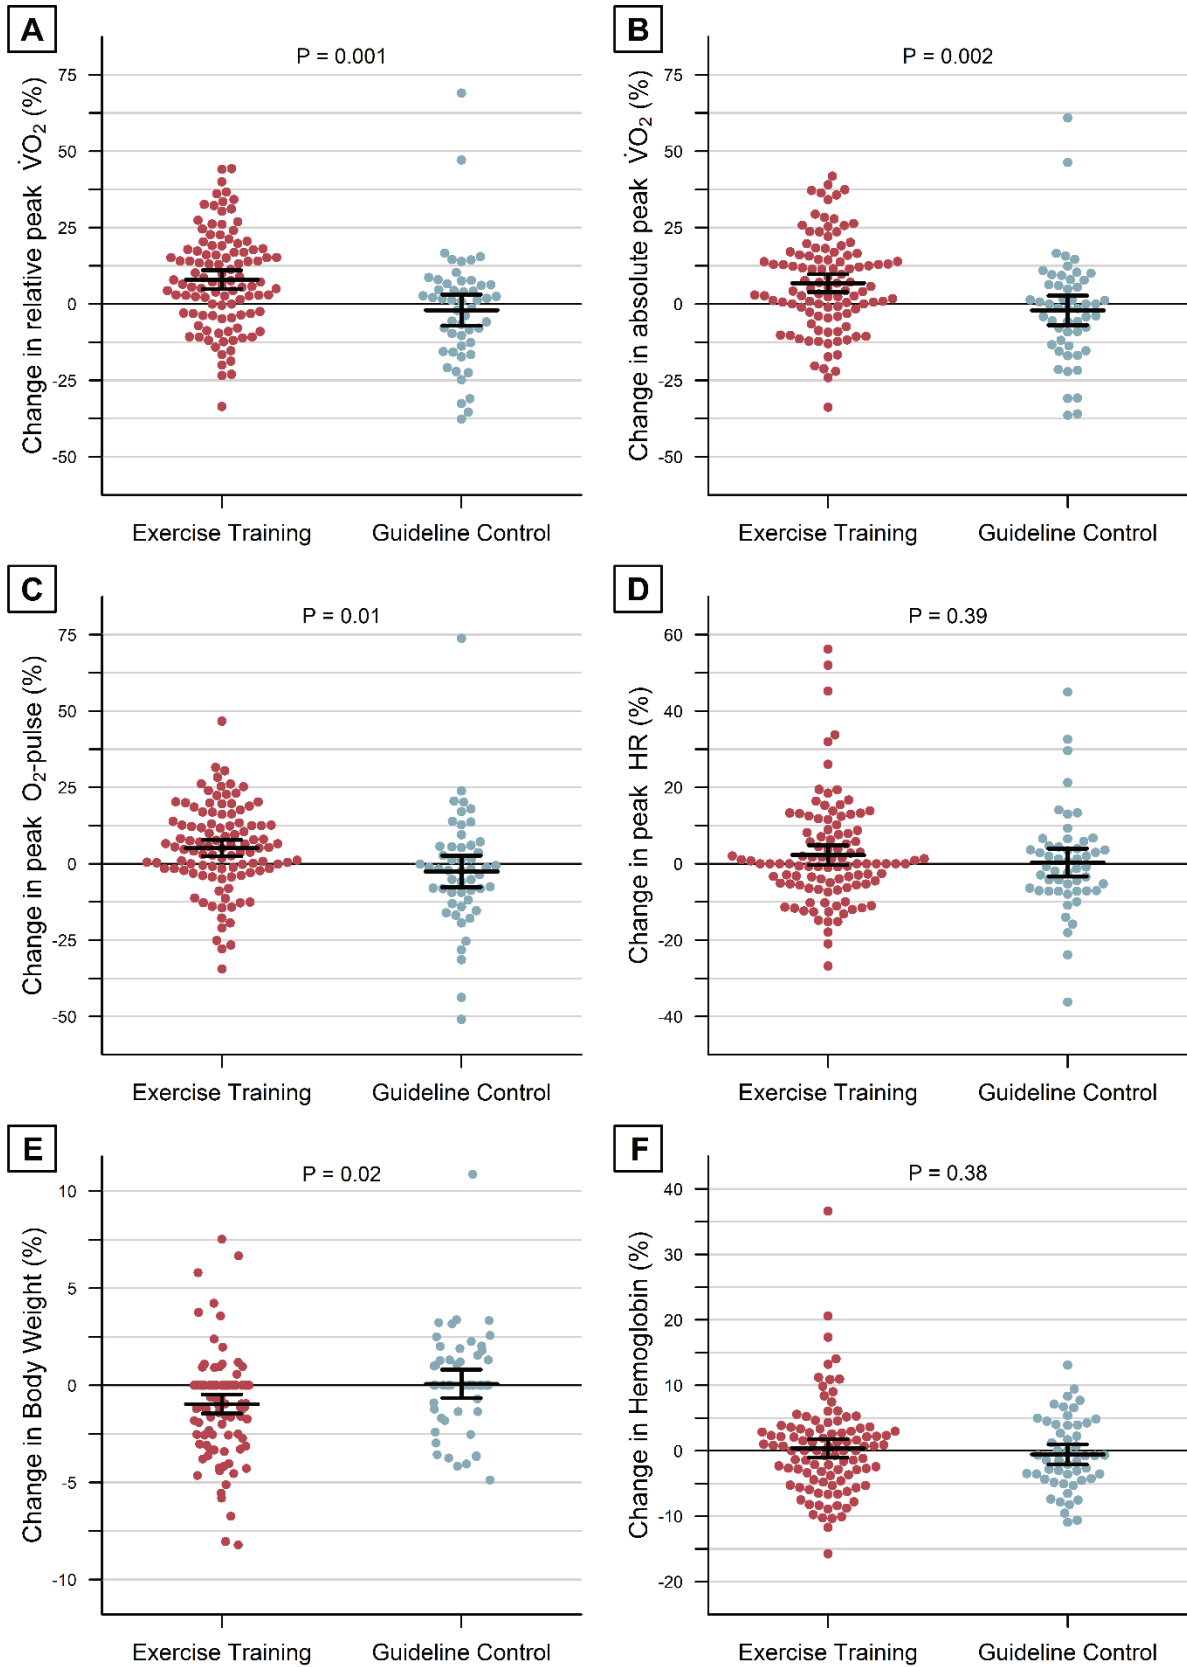 A
P = 0.001
Change in relative peak V̇O₂ (%)
75
50
25
0
-25
-50
Exercise Training
Guideline Control
B
P = 0.002
Change in absolute peak V̇O₂ (%)
75
50
25
0
-25
-50
Exercise Training
Guideline Control
C
P = 0.01
Change in peak O₂-pulse (%)
75
50
25
0
-25
-50
Exercise Training
Guideline Control
D
P = 0.39
Change in peak HR (%)
60
40
20
0
-20
-40
Exercise Training
Guideline Control
E
P = 0.02
Change in Body Weight (%)
10
5
0
-5
-10
Exercise Training
Guideline Control
F
P = 0.38
Change in Hemoglobin (%)
40
30
20
10
0
-10
-20
Exercise Training
Guideline Control